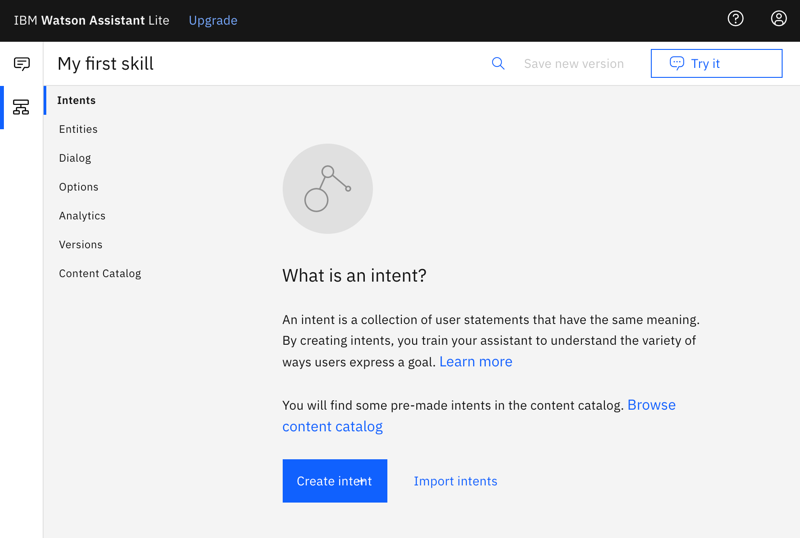 IBM Watson Assistant Lite Upgrade
My first skill
Save new version
Try it
Intents
Entities
Dialog
Options
Analytics
Versions
Content Catalog
What is an intent?
An intent is a collection of user statements that have the same meaning.
By creating intents, you train your assistant to understand the variety of
ways users express a goal. Learn more
You will find some pre-made intents in the content catalog. Browse
content catalog
Create intent
Import intents